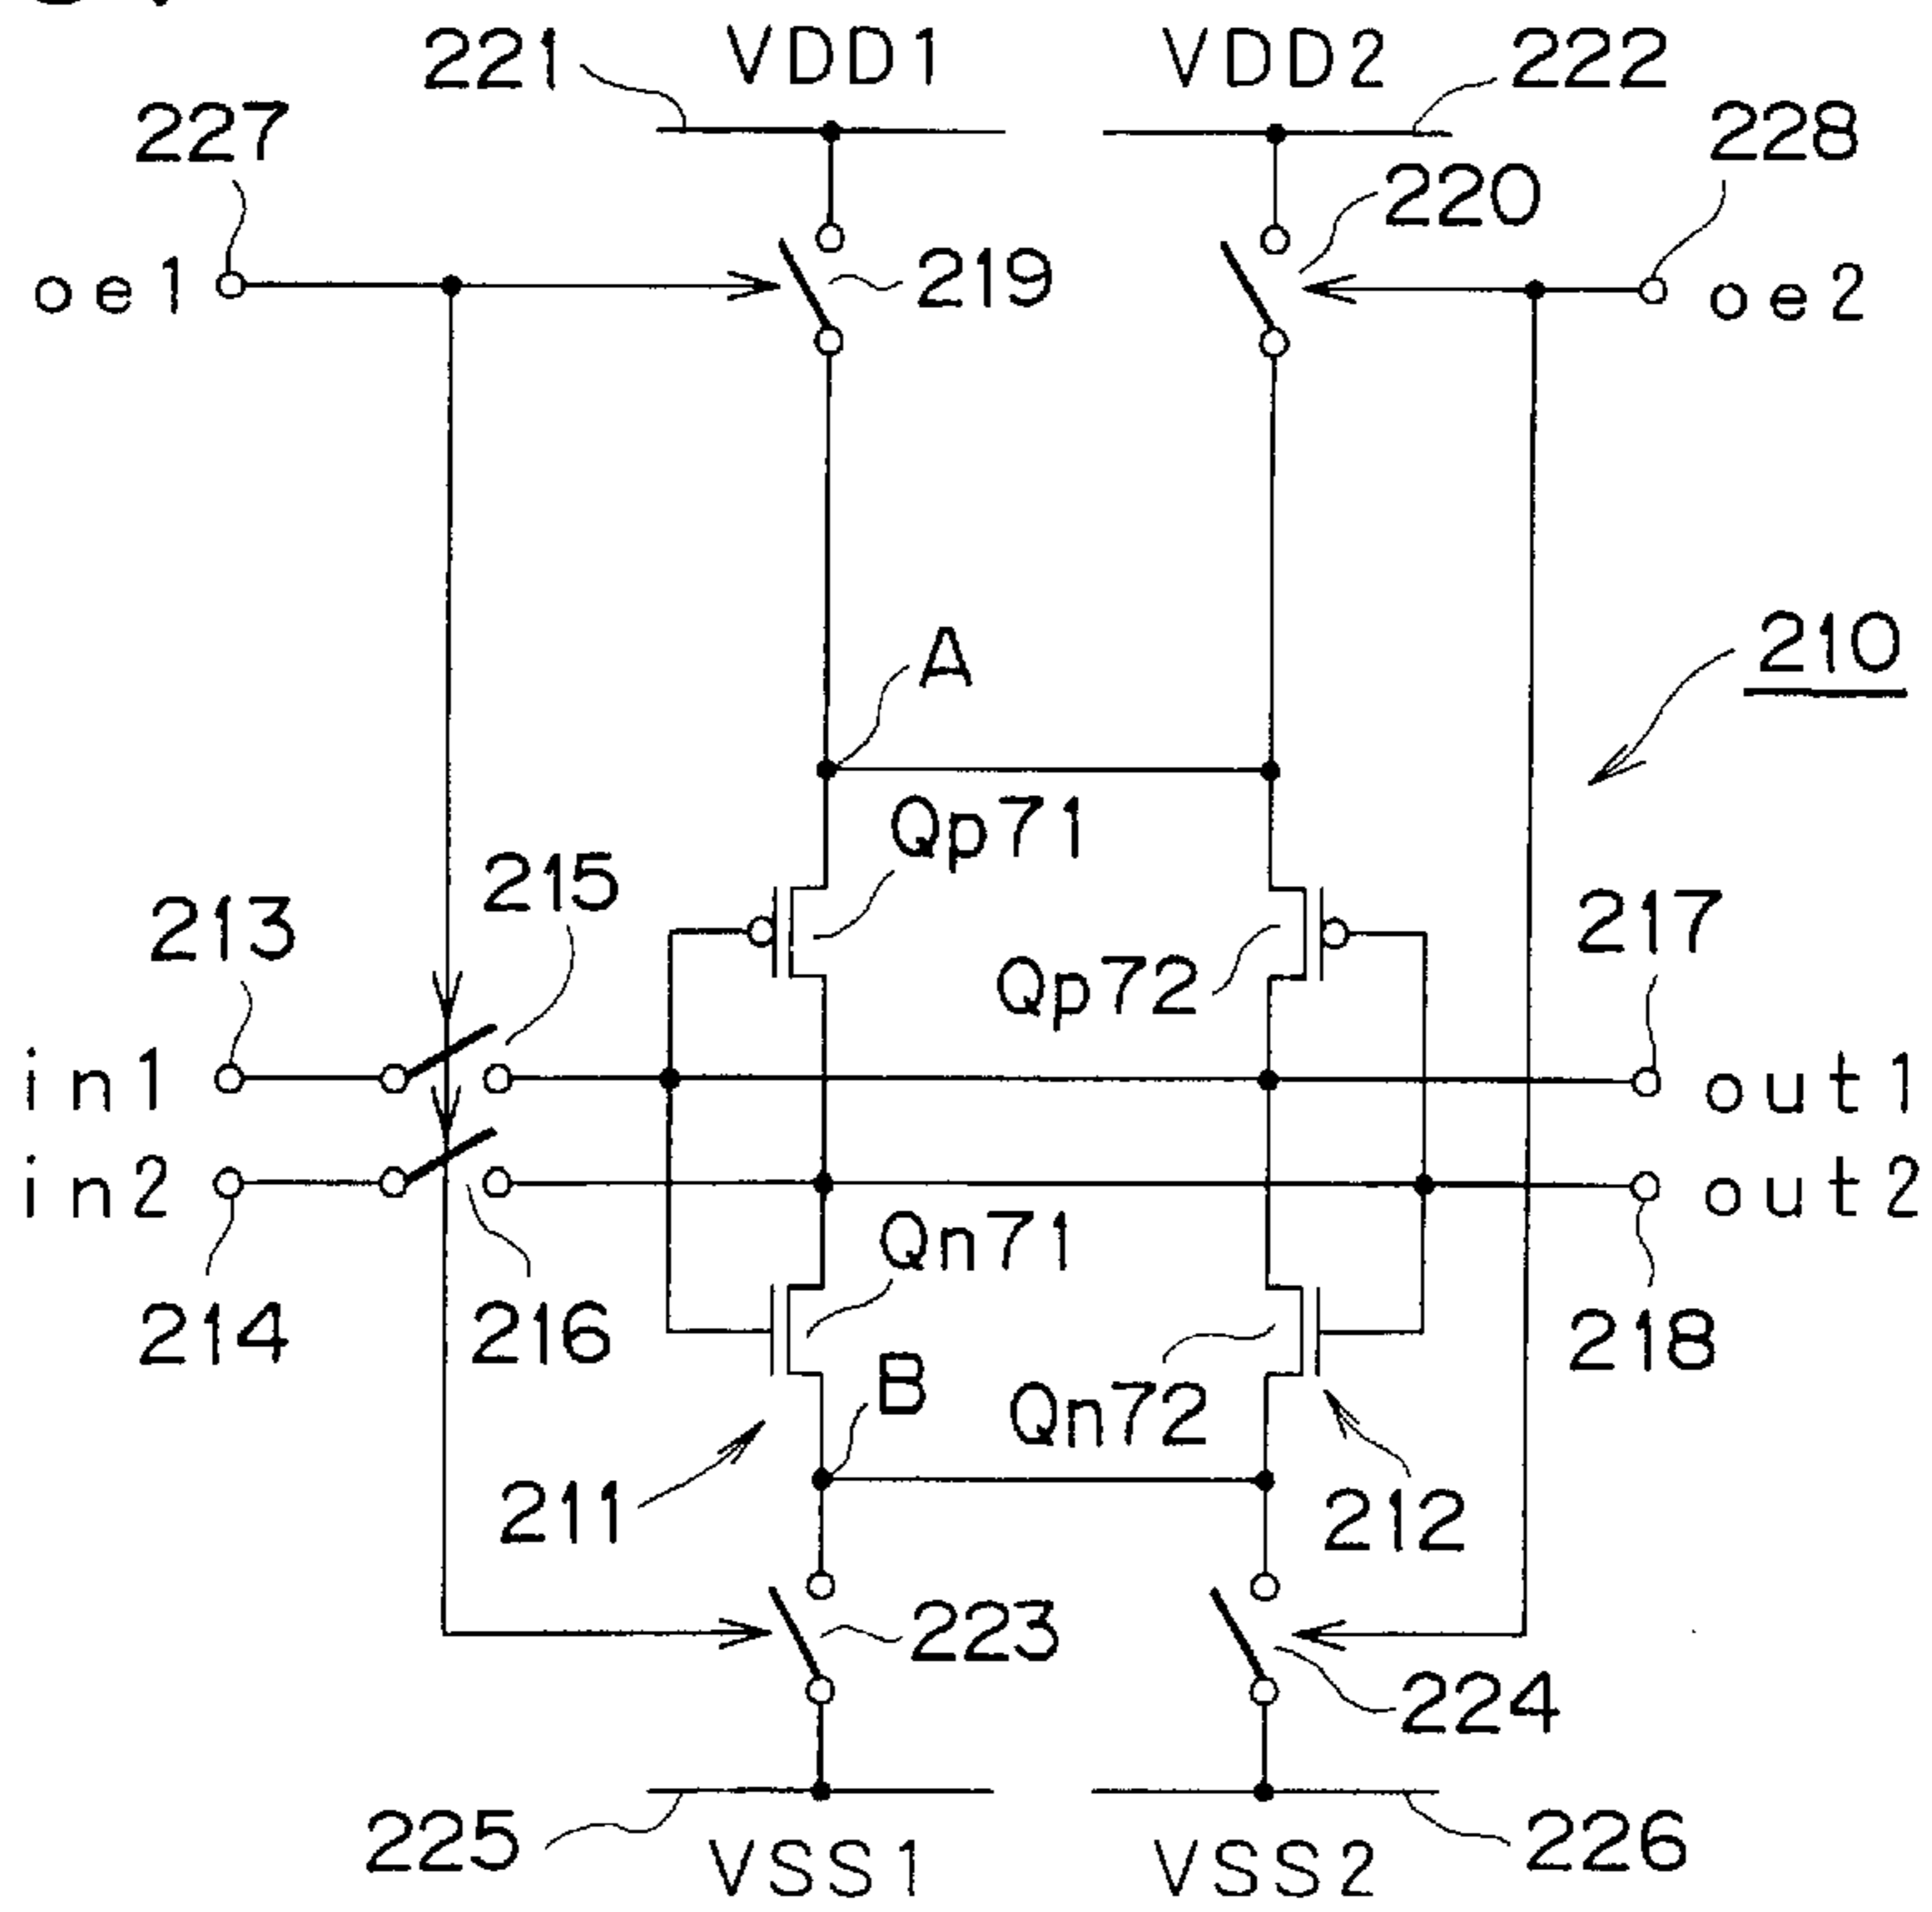 221 VDD1 VDD2 222
227 228
220
oe1 219 oe2
A 210
Qp71
215
213 217
Qp72
in1 out1
in2 out2
Qn71
214 216 218
B
Qn72
211 212
223
224
225 226
VSS1 VSS2